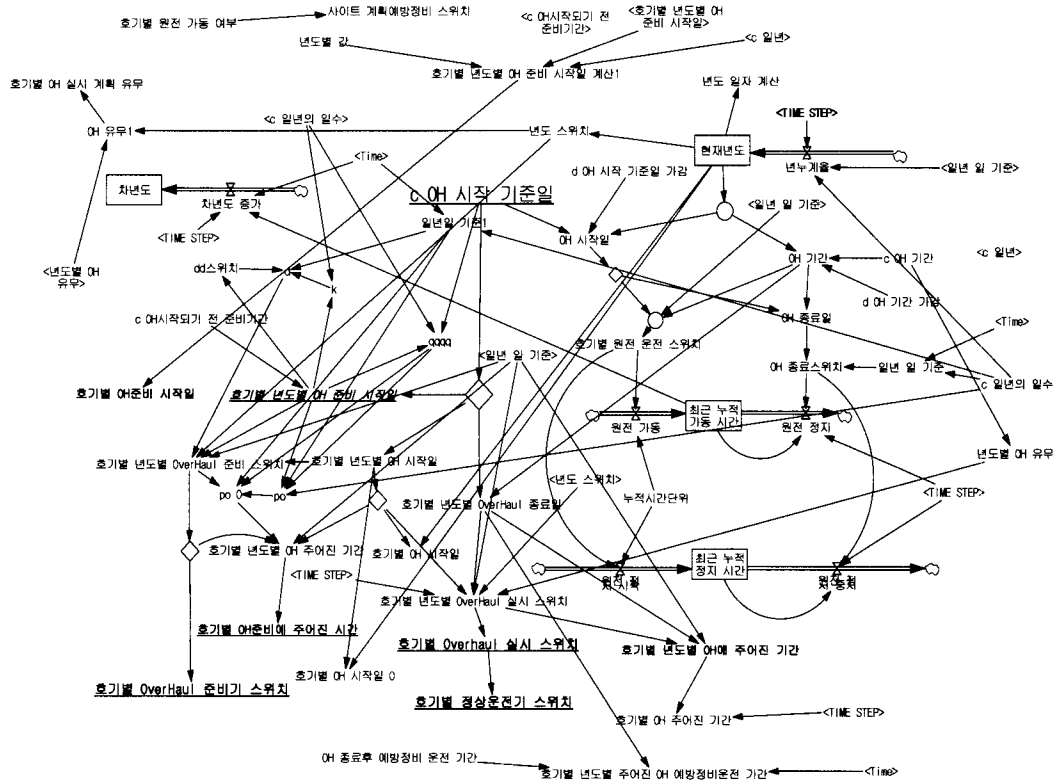 사이트 계획예방정비 스위치
호기별 원전 가동 여부
<c OH시작되기 전
준비기간>
<호기별 년도별 OH
준비 시작일>
년도별 값
<c 일년>
호기별 년도별 OH 준비 시작일 계산1
년도 일자 계산
호기별 OH 실시 계획 유무
<c 일년의 일수>
<TIME STEP>
OH 유무1
년도 스위치
현재년도
년누계율
<일년 일 기준>
<Time>
차년도
차년도 증가
d OH 시작 기준일 가감
c OH 시작 기준일
일년일 기준1
<일년 일 기준>
<TIME STEP>
OH 시작일
<c 일년>
dd스위치
d
OH 기간
c OH 기간
<년도별 OH
유무>
k
d OH 기간 가감
c OH시작되기 전 준비기간
OH 종료일
<Time>
qqqq
호기별 원전 운전 스위치
<일년 일 기준>
OH 종료스위치
일년 일 기준
c 일년의 일수
호기별 OH준비 시작일
호기별 년도별 OH 준비 시작일
최근 누적
가동 시간
원전 가동
원전 정지
호기별 년도별 OverHaul 준비 스위치
호기별 년도별 OH 시작일
년도별 OH 유무
<년도 스위치>
po 0
po
호기별 년도별 OverHaul 종료일
누적시간단위
<TIME STEP>
호기별 년도별 OH 주어진 기간
호기별 OH 시작일
최근 누적
정지 시간
<TIME STEP>
원전 정
지 시작
원전 정
지 중지
호기별 년도별 OverHaul 실시 스위치
호기별 OH준비에 주어진 시간
호기별 Overhaul 실시 스위치
호기별 년도별 OH에 주어진 기간
호기별 OH 시작일 0
호기별 OverHaul 준비기 스위치
호기별 정상운전기 스위치
호기별 OH 주어진 기간
<TIME STEP>
OH 종료후 예방정비 운전 기간
호기별 년도별 주어진 OH 예방정비운전 기간
<Time>